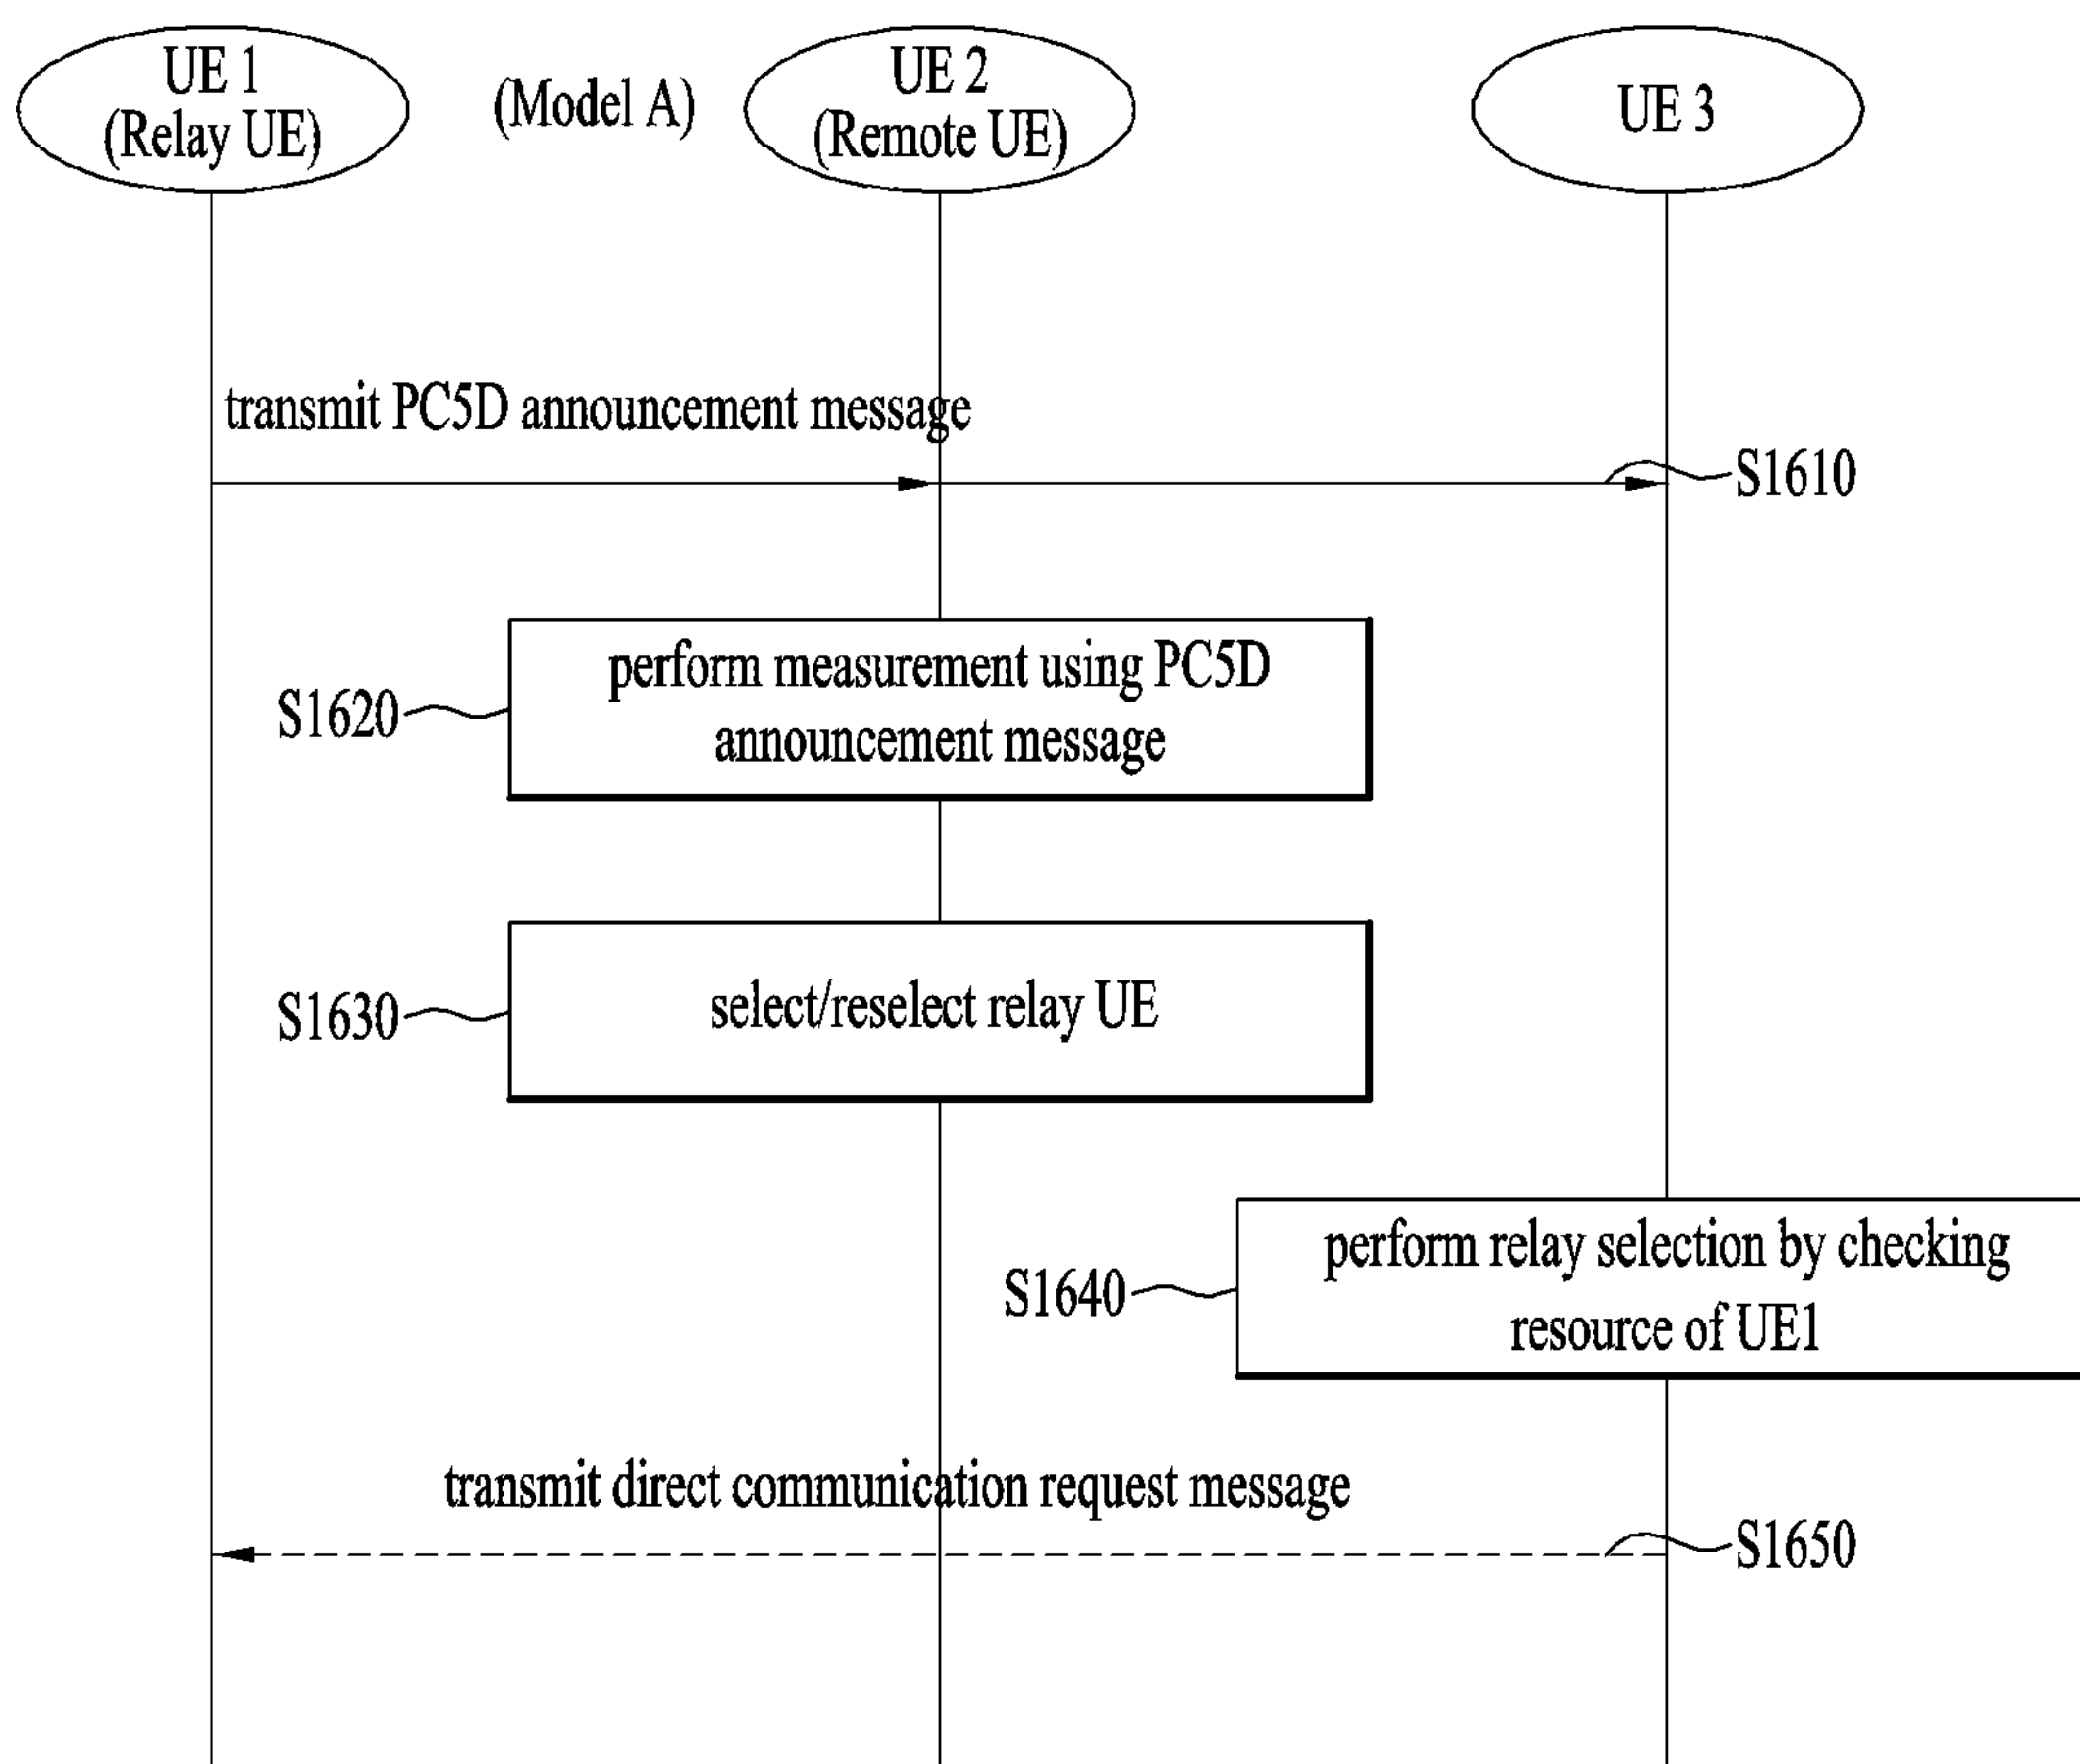 UE 1
(Relay UE)
(Model A)
UE 2
(Remote UE)
UE 3
transmit PC5D announcement message
S1610
perform measurement using PC5D
announcement message
S1620
select/reselect relay UE
S1630
perform relay selection by checking
resource of UE1
S1640
transmit direct communication request message
S1650